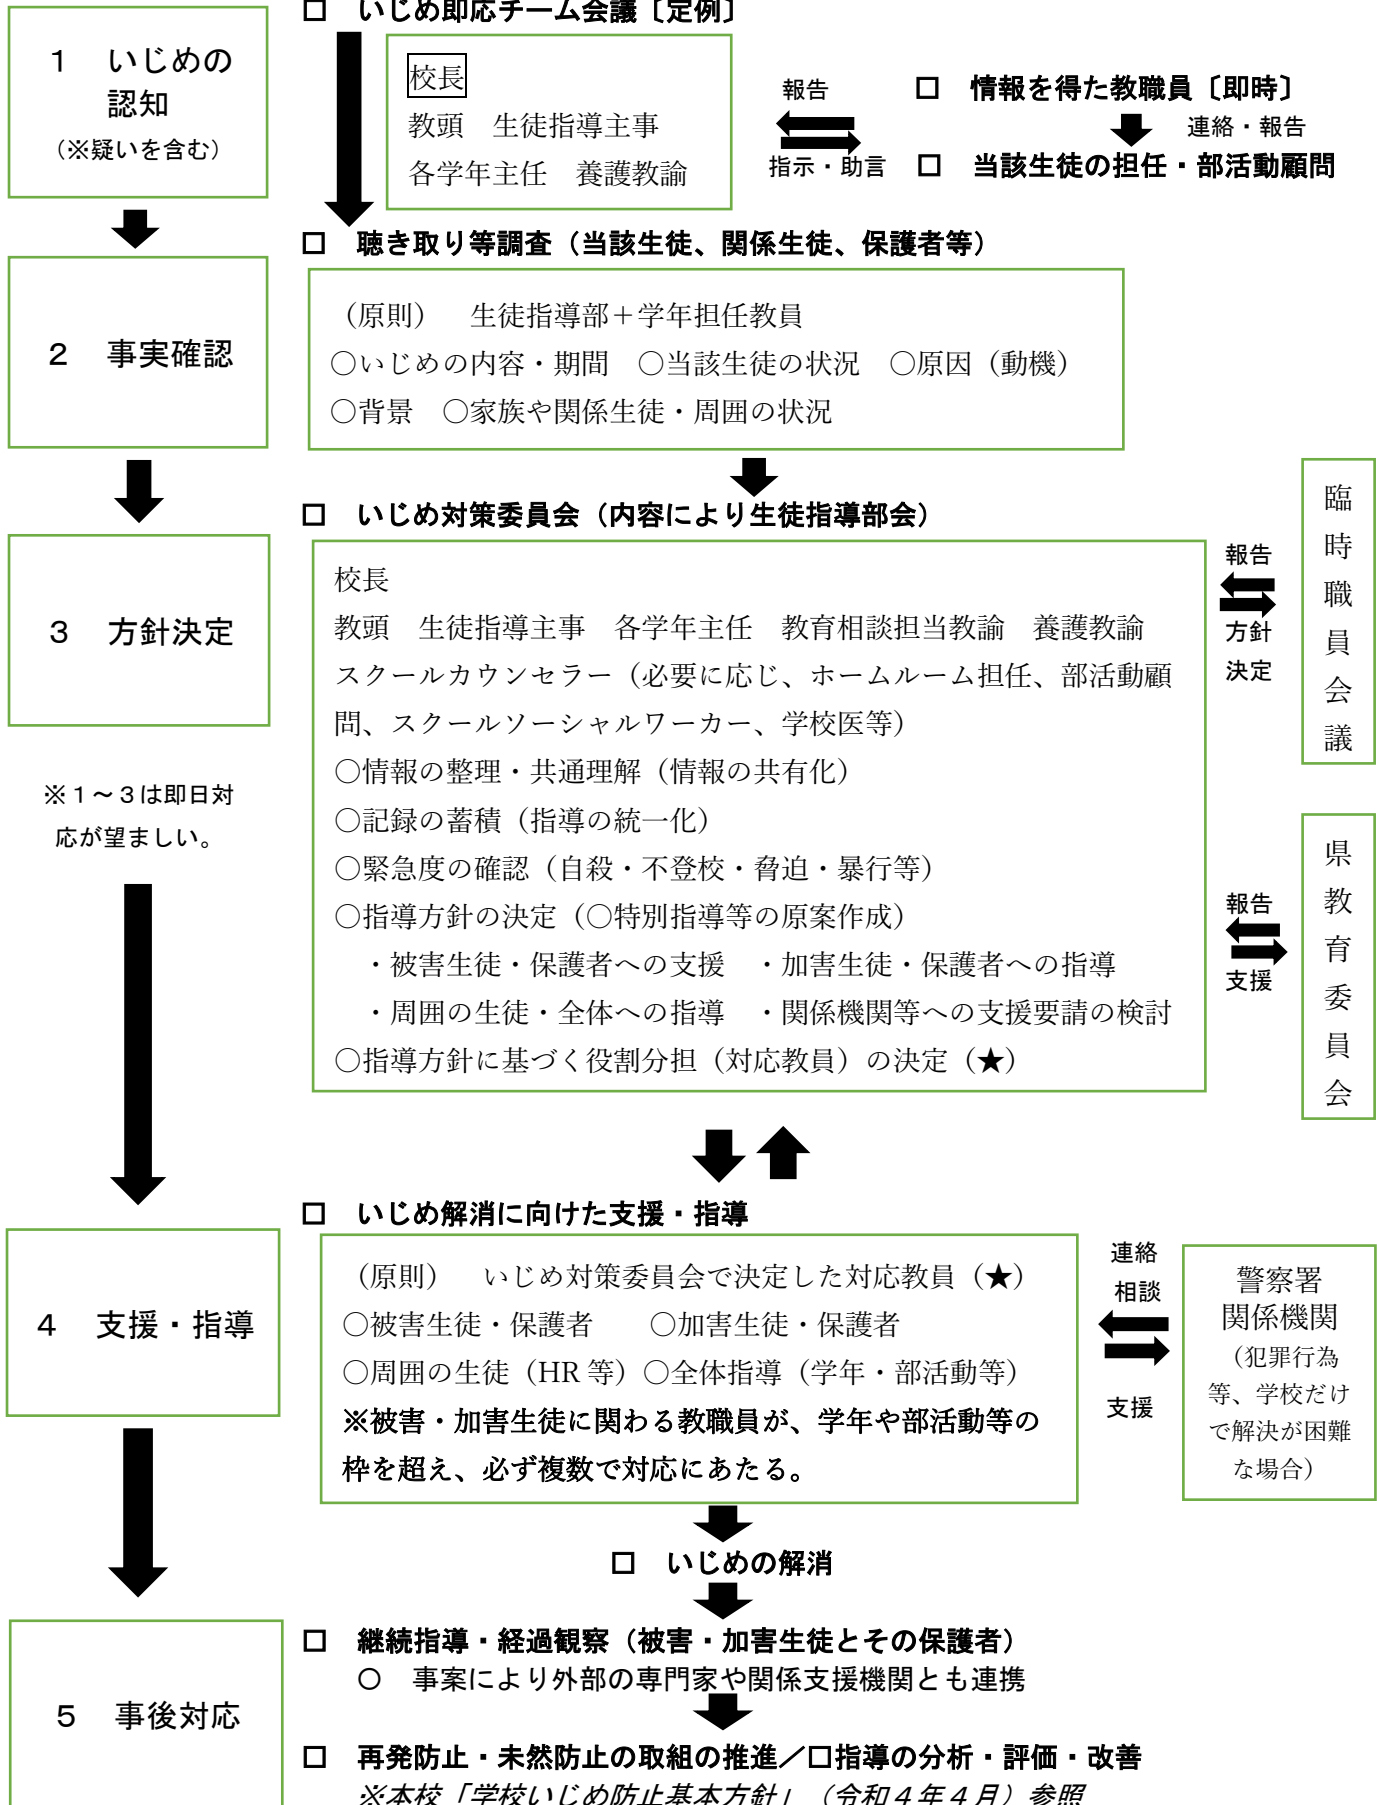 □　いじめ即応チーム会議〔定例〕
１　いじめの
認知
（※疑いを含む）
校長
教頭　生徒指導主事
各学年主任　養護教諭
報告
指示・助言
□　情報を得た教職員〔即時〕
連絡・報告
□　当該生徒の担任・部活動顧問
□　聴き取り等調査（当該生徒、関係生徒、保護者等）
２　事実確認
（原則）　生徒指導部＋学年担任教員
○いじめの内容・期間　○当該生徒の状況　○原因（動機）
○背景　○家族や関係生徒・周囲の状況
□　いじめ対策委員会（内容により生徒指導部会）
３　方針決定
※１～３は即日対
応が望ましい。
校長
教頭　生徒指導主事　各学年主任　教育相談担当教諭　養護教諭
スクールカウンセラー（必要に応じ、ホームルーム担任、部活動顧
問、スクールソーシャルワーカー、学校医等）
○情報の整理・共通理解（情報の共有化）
○記録の蓄積（指導の統一化）
○緊急度の確認（自殺・不登校・脅迫・暴行等）
○指導方針の決定（○特別指導等の原案作成）
・被害生徒・保護者への支援　・加害生徒・保護者への指導
・周囲の生徒・全体への指導　・関係機関等への支援要請の検討
○指導方針に基づく役割分担（対応教員）の決定（★）
報告
方針
決定
臨時職員会議
報告
支援
県教育委員会
□　いじめ解消に向けた支援・指導
４　支援・指導
（原則）　いじめ対策委員会で決定した対応教員（★）
○被害生徒・保護者　　○加害生徒・保護者
○周囲の生徒（HR 等）○全体指導（学年・部活動等）
※被害・加害生徒に関わる教職員が、学年や部活動等の
枠を超え、必ず複数で対応にあたる。
連絡
相談
支援
警察署
関係機関
（犯罪行為
等、学校だけ
で解決が困難
な場合）
□　いじめの解消
５　事後対応
□　継続指導・経過観察（被害・加害生徒とその保護者）
○　事案により外部の専門家や関係支援機関とも連携
□　再発防止・未然防止の取組の推進／□指導の分析・評価・改善
※本校「学校いじめ防止基本方針」（令和４年４月）参照